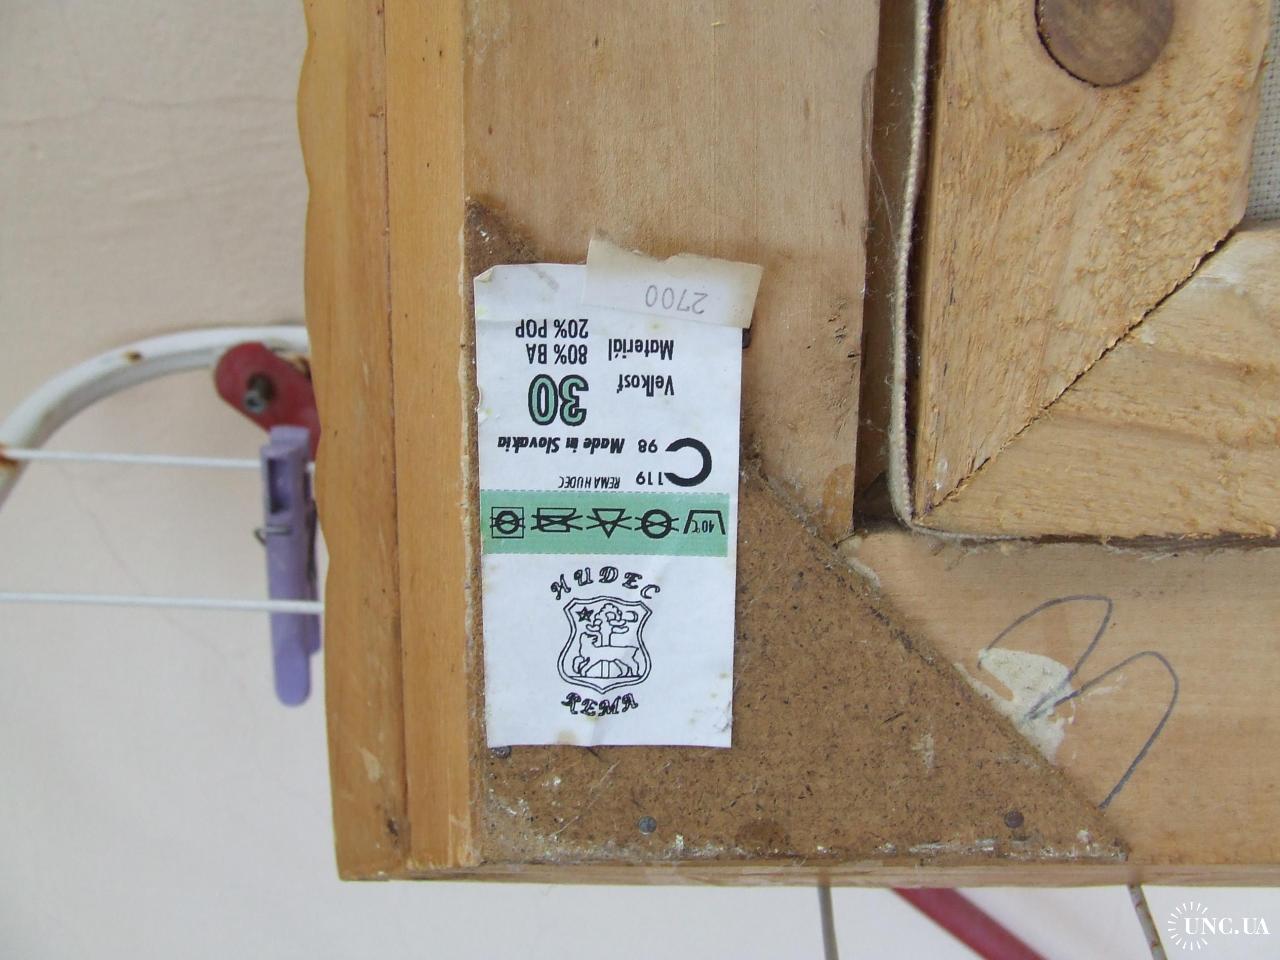 2700
REMA
HUDEC
40°C
C 119 REMA HUDEC
98 Made in Slovakia
Veľkosť 30
Materiál 80% BA
20% POP
3
UNC.UA